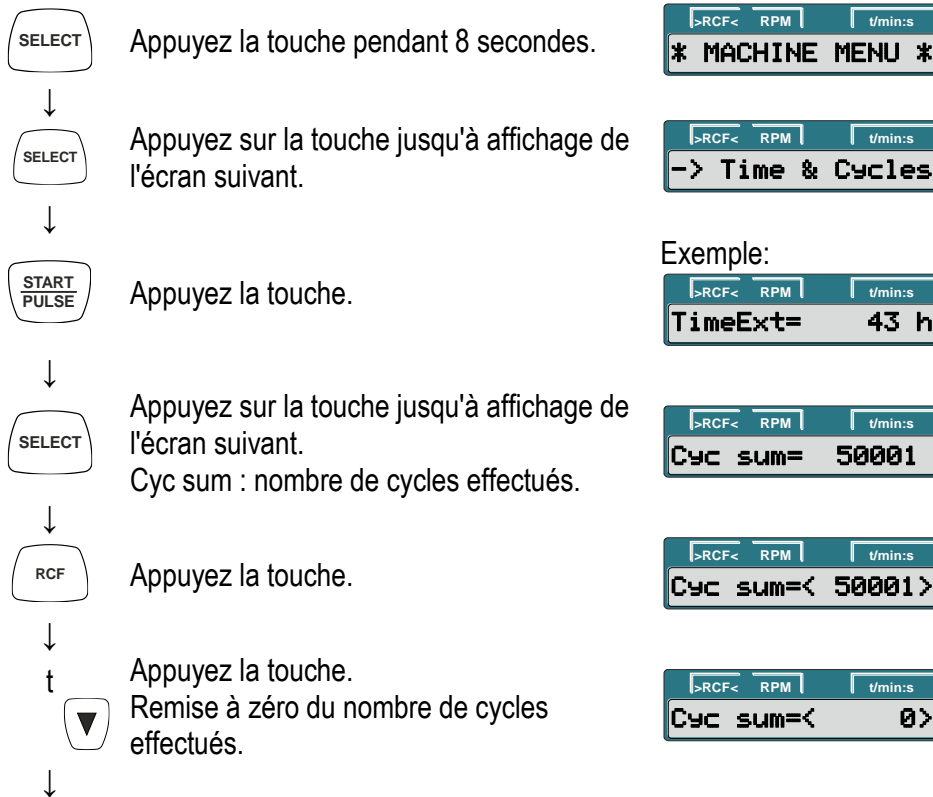 SELECT
Appuyez la touche pendant 8 secondes.
>RCF< RPM t/min:s
* MACHINE MENU *
↓
SELECT
Appuyez sur la touche jusqu'à affichage de
l'écran suivant.
>RCF< RPM t/min:s
-> Time & Cycles
↓
START
PULSE
Appuyez la touche.
Exemple:
>RCF< RPM t/min:s
TimeExt= 43 h
↓
SELECT
Appuyez sur la touche jusqu'à affichage de
l'écran suivant.
Cyc sum : nombre de cycles effectués.
>RCF< RPM t/min:s
Cyc sum= 50001
↓
RCF
Appuyez la touche.
>RCF< RPM t/min:s
Cyc sum=< 50001>
↓
t
▼
Appuyez la touche.
Remise à zéro du nombre de cycles
effectués.
>RCF< RPM t/min:s
Cyc sum=< 0>
↓